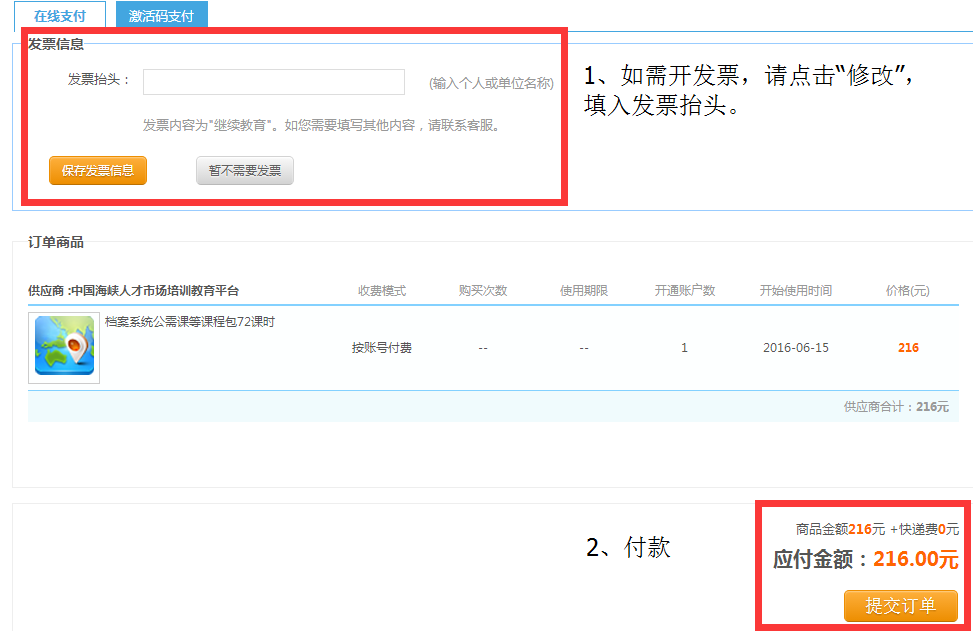 在线支付 激活码支付
发票信息
发票抬头： (输入个人或单位名称)
发票内容为"继续教育"。如您需要填写其他内容，请联系客服。
保存发票信息 暂不需要发票
1、如需开发票，请点击“修改”，
填入发票抬头。
订单商品
供应商 :中国海峡人才市场培训教育平台 收费模式 购买次数 使用期限 开通账户数 开始使用时间 价格(元)
档案系统公需课等课程包72课时
按账号付费 -- -- 1 2016-06-15 216
供应商合计：216元
2、付款
商品金额216元 +快递费0元
应付金额：216.00元
提交订单